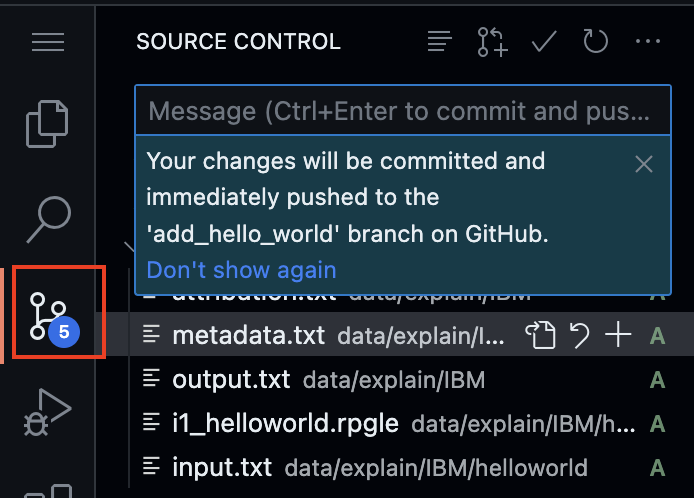 SOURCE CONTROL
Message (Ctrl+Enter to commit and pus...
Your changes will be committed and
immediately pushed to the
'add_hello_world' branch on GitHub.
Don't show again
attribution.txt data/explain/IBM A
5
metadata.txt data/explain/I... A
output.txt data/explain/IBM A
i1_helloworld.rpgle data/explain/IBM/h... A
input.txt data/explain/IBM/helloworld A